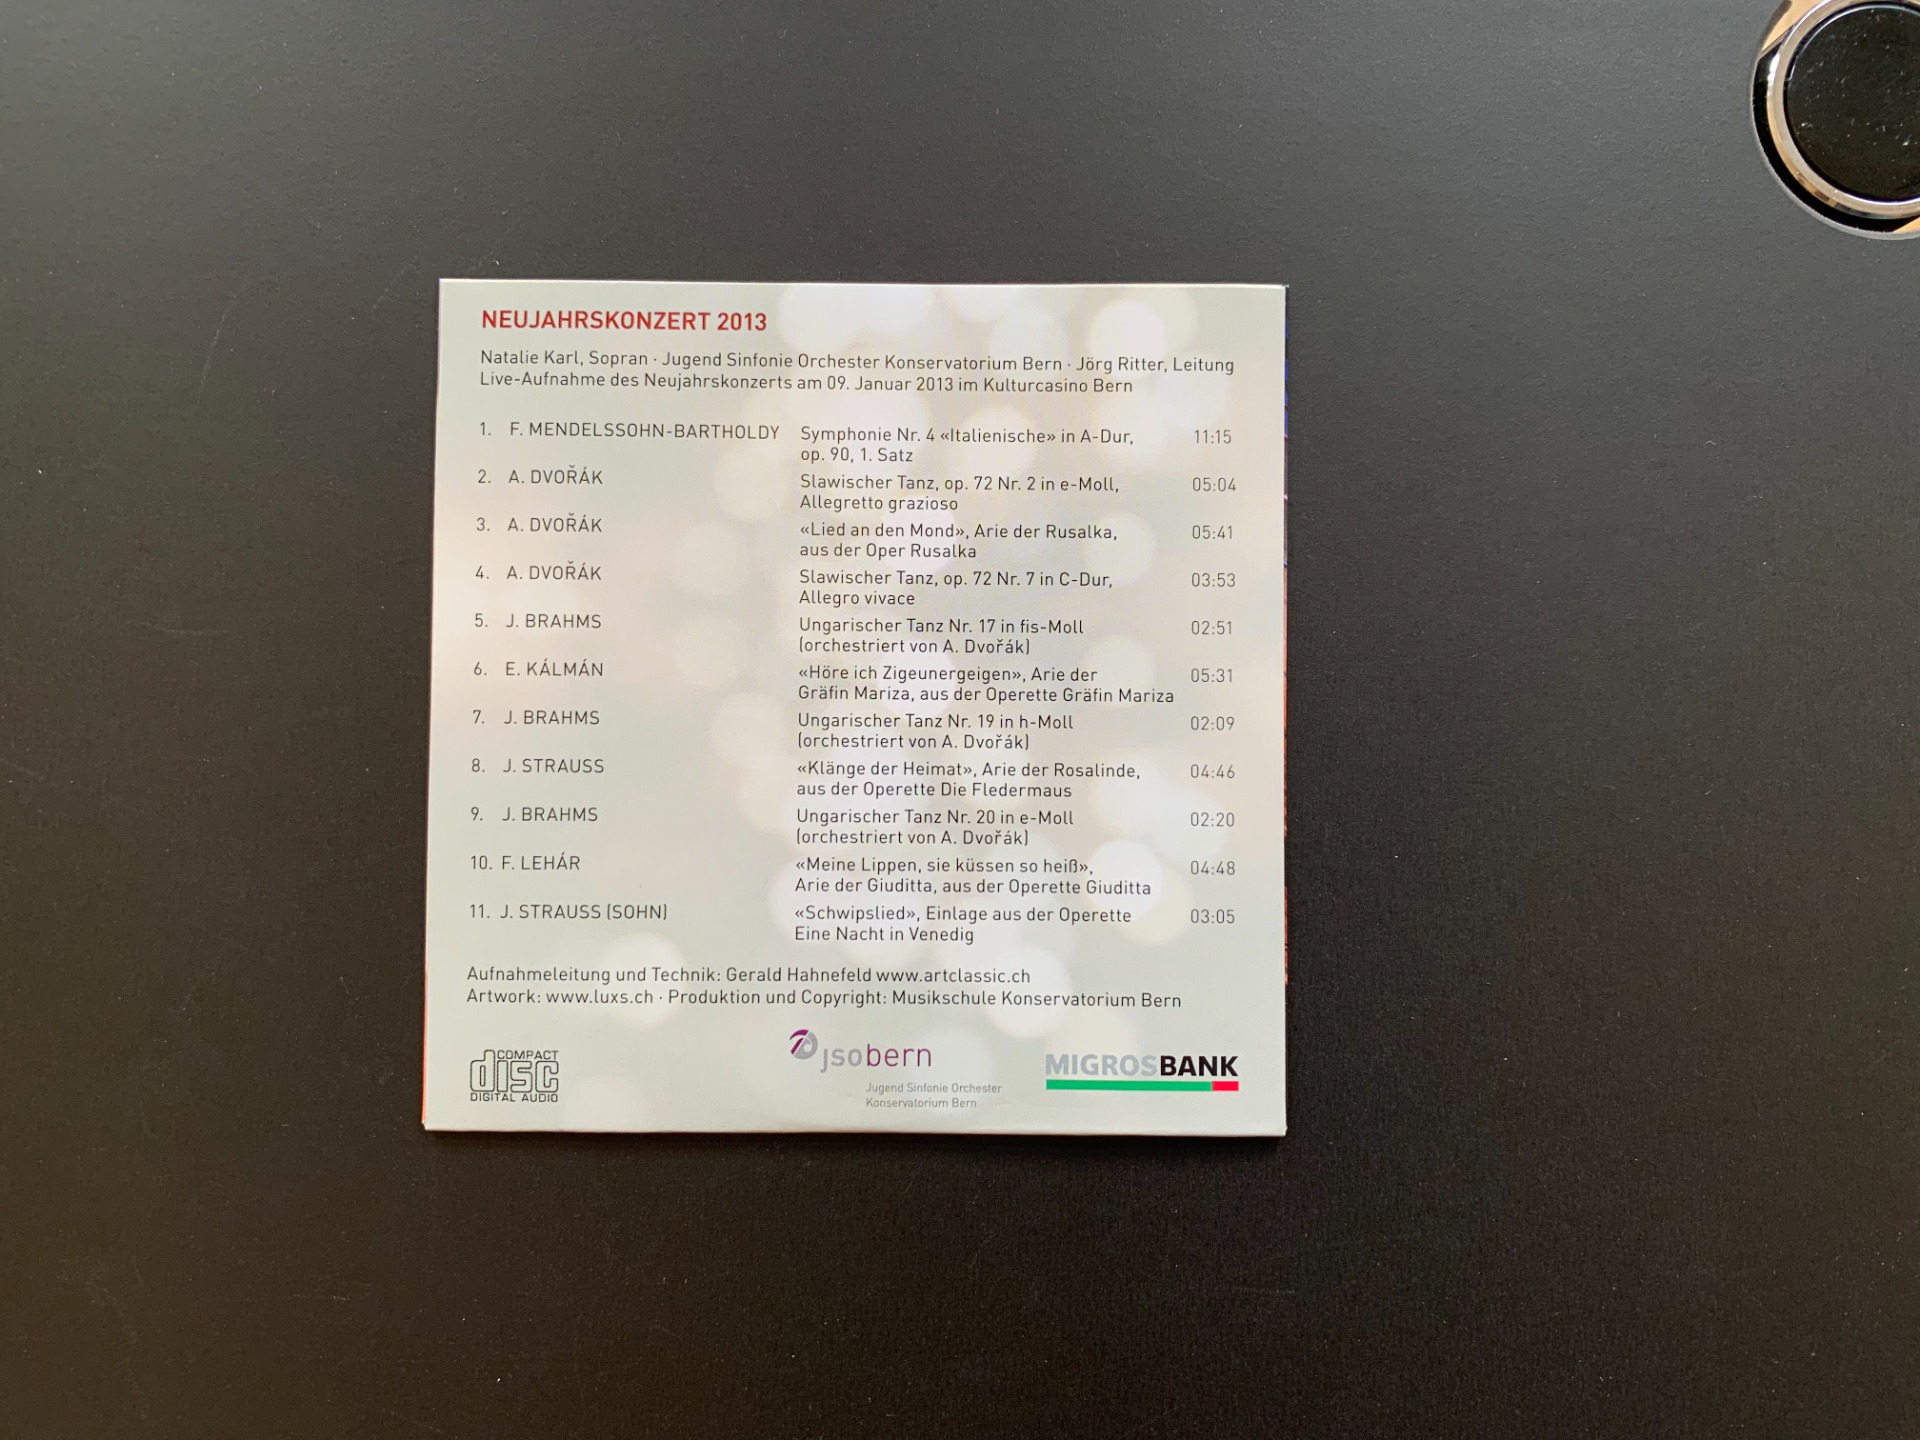 NEUJAHRSKONZERT 2013
Natalie Karl, Sopran · Jugend Sinfonie Orchester Konservatorium Bern · Jörg Ritter, Leitung
Live-Aufnahme des Neujahrskonzerts am 09. Januar 2013 im Kulturcasino Bern
1. F. MENDELSSOHN-BARTHOLDY Symphonie Nr. 4 «Italienische» in A-Dur, 11:15
op. 90, 1. Satz
2. A. DVOŘÁK Slawischer Tanz, op. 72 Nr. 2 in e-Moll, 05:04
Allegretto grazioso
3. A. DVOŘÁK «Lied an den Mond», Arie der Rusalka, 05:41
aus der Oper Rusalka
4. A. DVOŘÁK Slawischer Tanz, op. 72 Nr. 7 in C-Dur, 03:53
Allegro vivace
5. J. BRAHMS Ungarischer Tanz Nr. 17 in fis-Moll 02:51
(orchestriert von A. Dvořák)
6. E. KÁLMÁN «Höre ich Zigeunergeigen», Arie der 05:31
Gräfin Mariza, aus der Operette Gräfin Mariza
7. J. BRAHMS Ungarischer Tanz Nr. 19 in h-Moll 02:09
(orchestriert von A. Dvořák)
8. J. STRAUSS «Klänge der Heimat», Arie der Rosalinde, 04:46
aus der Operette Die Fledermaus
9. J. BRAHMS Ungarischer Tanz Nr. 20 in e-Moll 02:20
(orchestriert von A. Dvořák)
10. F. LEHÁR «Meine Lippen, sie küssen so heiß», 04:48
Arie der Giuditta, aus der Operette Giuditta
11. J. STRAUSS (SOHN) «Schwipslied», Einlage aus der Operette 03:05
Eine Nacht in Venedig
Aufnahmeleitung und Technik: Gerald Hahnefeld www.artclassic.ch
Artwork: www.luxs.ch · Produktion und Copyright: Musikschule Konservatorium Bern
COMPACT
disc
DIGITAL AUDIO
jsobern
Jugend Sinfonie Orchester
Konservatorium Bern
MIGROSBANK